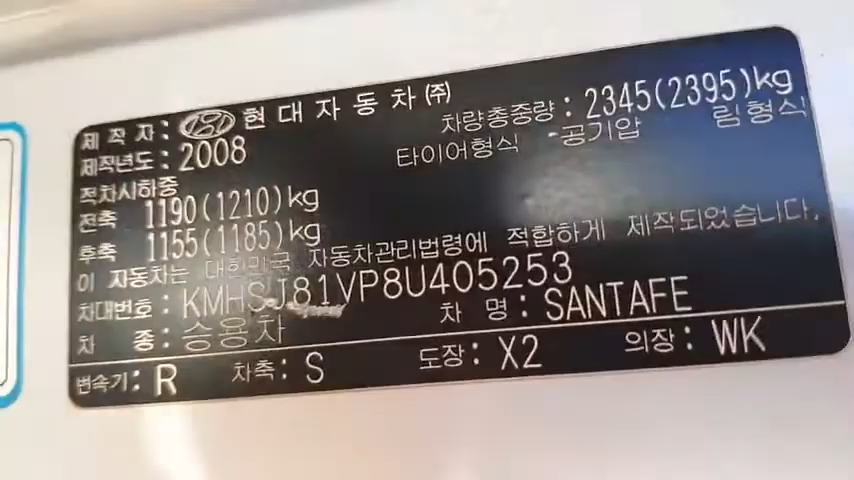 제작자: HYUNDAI 현대자동차㈜
차량총중량: 2345(2395)kg
제작년도: 2008
타이어형식 -공기압 림형식
적차시하중
전축 1190(1210)kg
후축 1155(1185)kg
이 자동차는 대한민국 자동차관리법령에 적합하게 제작되었습니다.
차대번호: KMHSJ81VP8U405253 차 명: SANTAFE
차 종: 승용차
변속기: R 차축: S 도장: X2 의장: WK